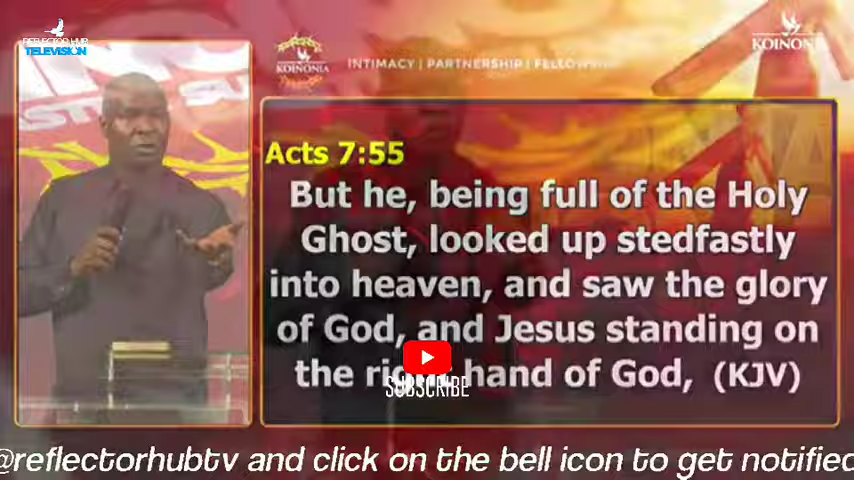 REFLECTOR HUB
TELEVISION
KOINONIA
INTIMACY | PARTNERSHIP | FELLOWSHIP
KOINONIA
Acts 7:55
But he, being full of the Holy
Ghost, looked up stedfastly
into heaven, and saw the glory
of God, and Jesus standing on
the right hand of God, (KJV)
SUBSCRIBE
@reflectorhubtv and click on the bell icon to get notified